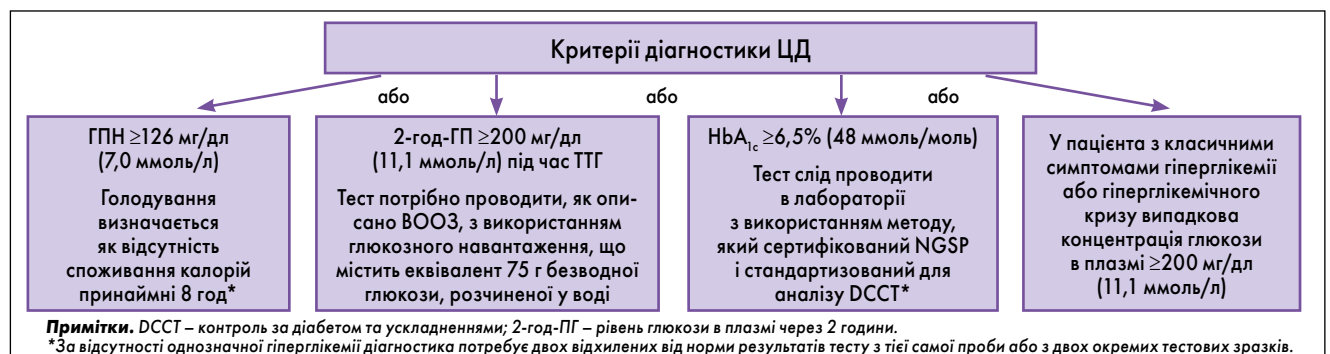 Критерії діагностики ЦД
або
або
або
ГПН ≥126 мг/дл
(7,0 ммоль/л)
Голодування
визначається
як відсутність
споживання калорій
принаймні 8 год*
2-год-ГП ≥200 мг/дл
(11,1 ммоль/л) під час ТТГ
Тест потрібно проводити, як опи-
сано ВООЗ, з використанням
глюкозного навантаження, що
містить еквівалент 75 г безводної
глюкози, розчиненої у воді
HbA1c ≥6,5% (48 ммоль/моль)
Тест слід проводити
в лабораторії
з використанням методу,
який сертифікований NGSP
і стандартизований для
аналізу DCCT*
У пацієнта з класичними
симптомами гіперглікемії
або гіперглікемічного
кризу випадкова
концентрація глюкози
в плазмі ≥200 мг/дл
(11,1 ммоль/л)
Примітки. DCCT – контроль за діабетом та ускладненнями; 2-год-ПГ – рівень глюкози в плазмі через 2 години.
*За відсутності однозначної гіперглікемії діагностика потребує двох відхилених від норми результатів тесту з тієї самої проби або з двох окремих тестових зразків.